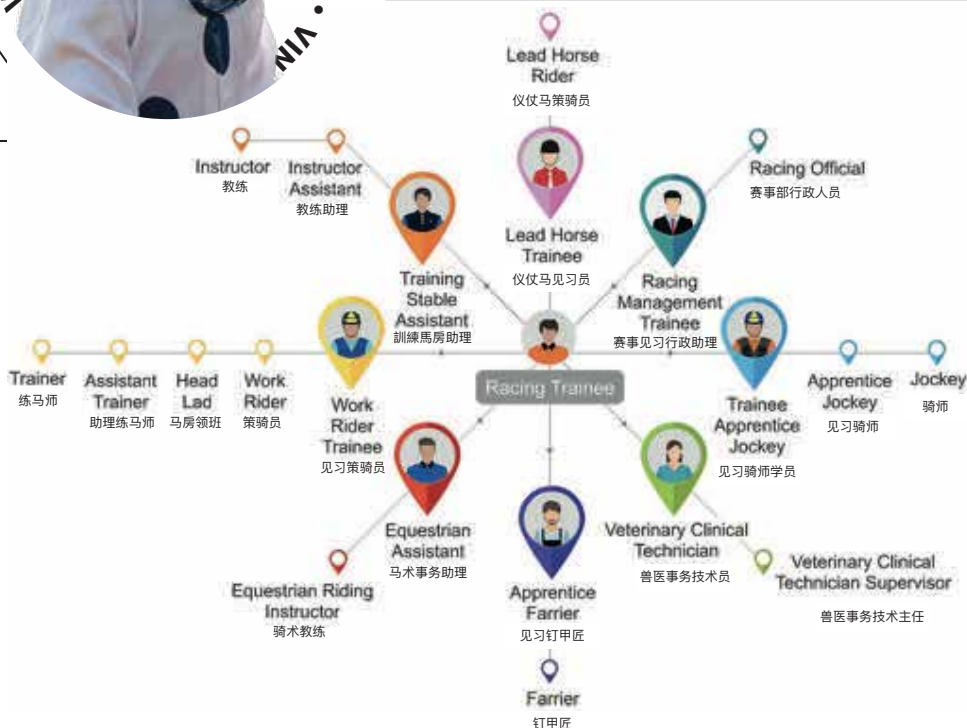 VIN
Lead Horse
Rider
仪仗马策骑员
Instructor
教练
Instructor
Assistant
教练助理
Racing Official
赛事部行政人员
Lead Horse
Trainee
仪仗马见习员
Training
Stable
Assistant
訓練馬房助理
Racing
Management
Trainee
赛事见习行政助理
Trainer
练马师
Assistant
Trainer
助理练马师
Head
Lad
马房领班
Work
Rider
策骑员
Work
Rider
Trainee
见习策骑员
Racing Trainee
Trainee
Apprentice
Jockey
见习骑师学员
Apprentice
Jockey
见习骑师
Jockey
骑师
Equestrian
Assistant
马术事务助理
Equestrian Riding
Instructor
骑术教练
Apprentice
Farrier
见习钉甲匠
Farrier
钉甲匠
Veterinary Clinical
Technician
兽医事务技术员
Veterinary Clinical
Technician Supervisor
兽医事务技术主任